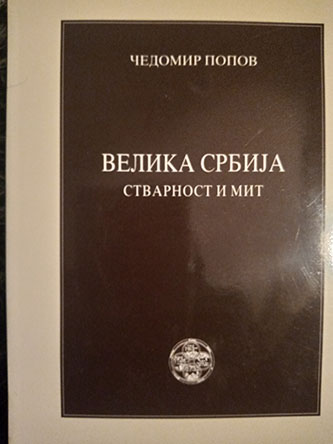 ЧЕДОМИР ПОПОВ
ВЕЛИКА СРБИЈА
СТВАРНОСТ И МИТ